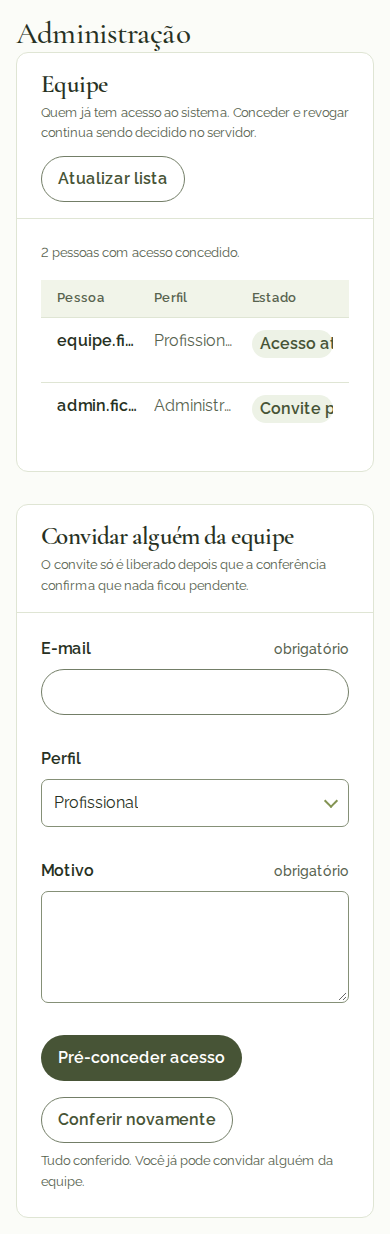 Administração
Equipe
Quem já tem acesso ao sistema. Conceder e revogar
continua sendo decidido no servidor.
Atualizar lista
2 pessoas com acesso concedido.
Pessoa Perfil Estado
equipe.fi… Profission… Acesso at
admin.fic… Administr… Convite p
Convidar alguém da equipe
O convite só é liberado depois que a conferência
confirma que nada ficou pendente.
E-mail obrigatório
Perfil
Profissional
Motivo obrigatório
Pré-conceder acesso
Conferir novamente
Tudo conferido. Você já pode convidar alguém da
equipe.